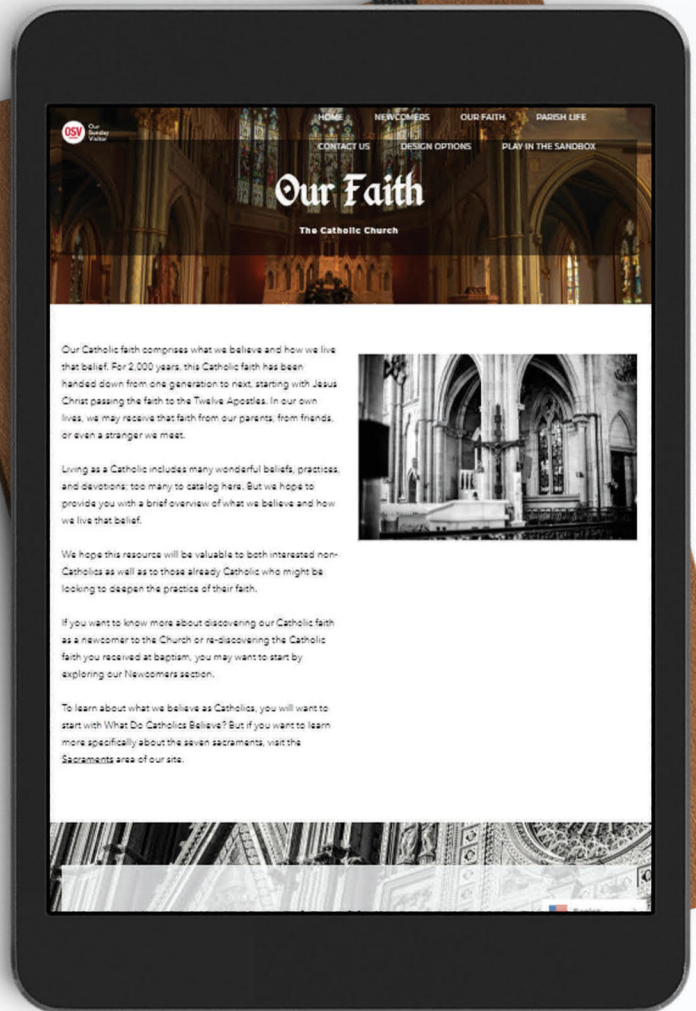 OSV
Our
Sunday
Visitor
HOME NEWCOMERS OUR FAITH PARISH LIFE
CONTACT US DESIGN OPTIONS PLAY IN THE SANDBOX
Our Faith
The Catholic Church
Our Catholic faith comprises what we believe and how we live
that belief. For 2,000 years, this Catholic faith has been
handed down from one generation to next, starting with Jesus
Christ passing the faith to the Twelve Apostles. In our own
lives, we may receive that faith from our parents, from friends,
or even a stranger we meet.
Living as a Catholic includes many wonderful beliefs, practices,
and devotions; too many to catalog here. But we hope to
provide you with a brief overview of what we believe and how
we live that belief.
We hope this resource will be valuable to both interested non-
Catholics as well as to those already Catholic who might be
looking to deepen the practice of their faith.
If you want to know more about discovering our Catholic faith
as a newcomer to the Church or re-discovering the Catholic
faith you received at baptism, you may want to start by
exploring our Newcomers section.
To learn about what we believe as Catholics, you will want to
start with What Do Catholics Believe? But if you want to learn
more specifically about the seven sacraments, visit the
Sacraments area of our site.